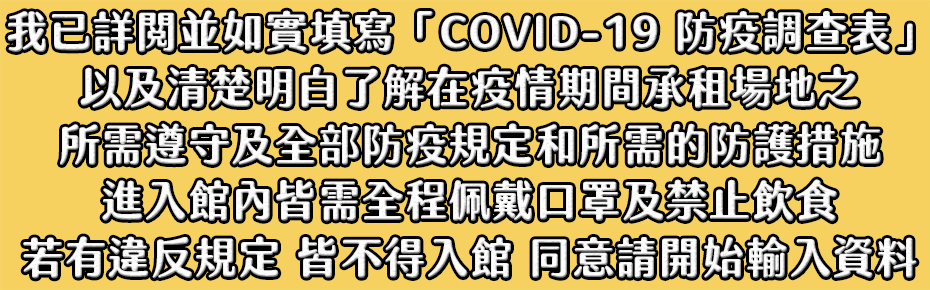 我已詳閱並如實填寫「COVID-19 防疫調查表」
以及清楚明白了解在疫情期間承租場地之
所需遵守及全部防疫規定和所需的防護措施
進入館內皆需全程佩戴口罩及禁止飲食
若有違反規定 皆不得入館 同意請開始輸入資料